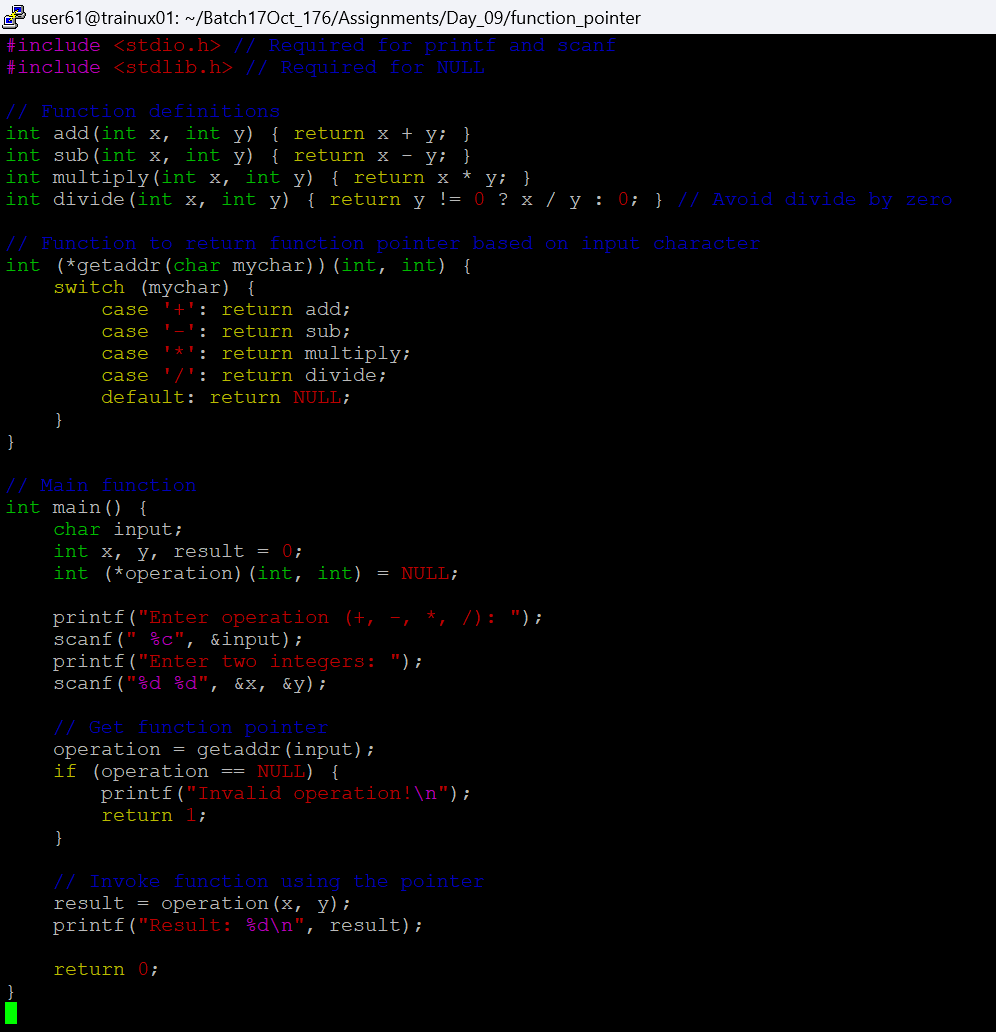 user61@trainux01: ~/Batch17Oct_176/Assignments/Day_09/function_pointer
#include <stdio.h> // Required for printf and scanf
#include <stdlib.h> // Required for NULL

// Function definitions
int add(int x, int y) { return x + y; }
int sub(int x, int y) { return x - y; }
int multiply(int x, int y) { return x * y; }
int divide(int x, int y) { return y != 0 ? x / y : 0; } // Avoid divide by zero

// Function to return function pointer based on input character
int (*getaddr(char mychar))(int, int) {
    switch (mychar) {
        case '+': return add;
        case '-': return sub;
        case '*': return multiply;
        case '/': return divide;
        default: return NULL;
    }
}

// Main function
int main() {
    char input;
    int x, y, result = 0;
    int (*operation)(int, int) = NULL;

    printf("Enter operation (+, -, *, /): ");
    scanf(" %c", &input);
    printf("Enter two integers: ");
    scanf("%d %d", &x, &y);

    // Get function pointer
    operation = getaddr(input);
    if (operation == NULL) {
        printf("Invalid operation!\n");
        return 1;
    }

    // Invoke function using the pointer
    result = operation(x, y);
    printf("Result: %d\n", result);

    return 0;
}